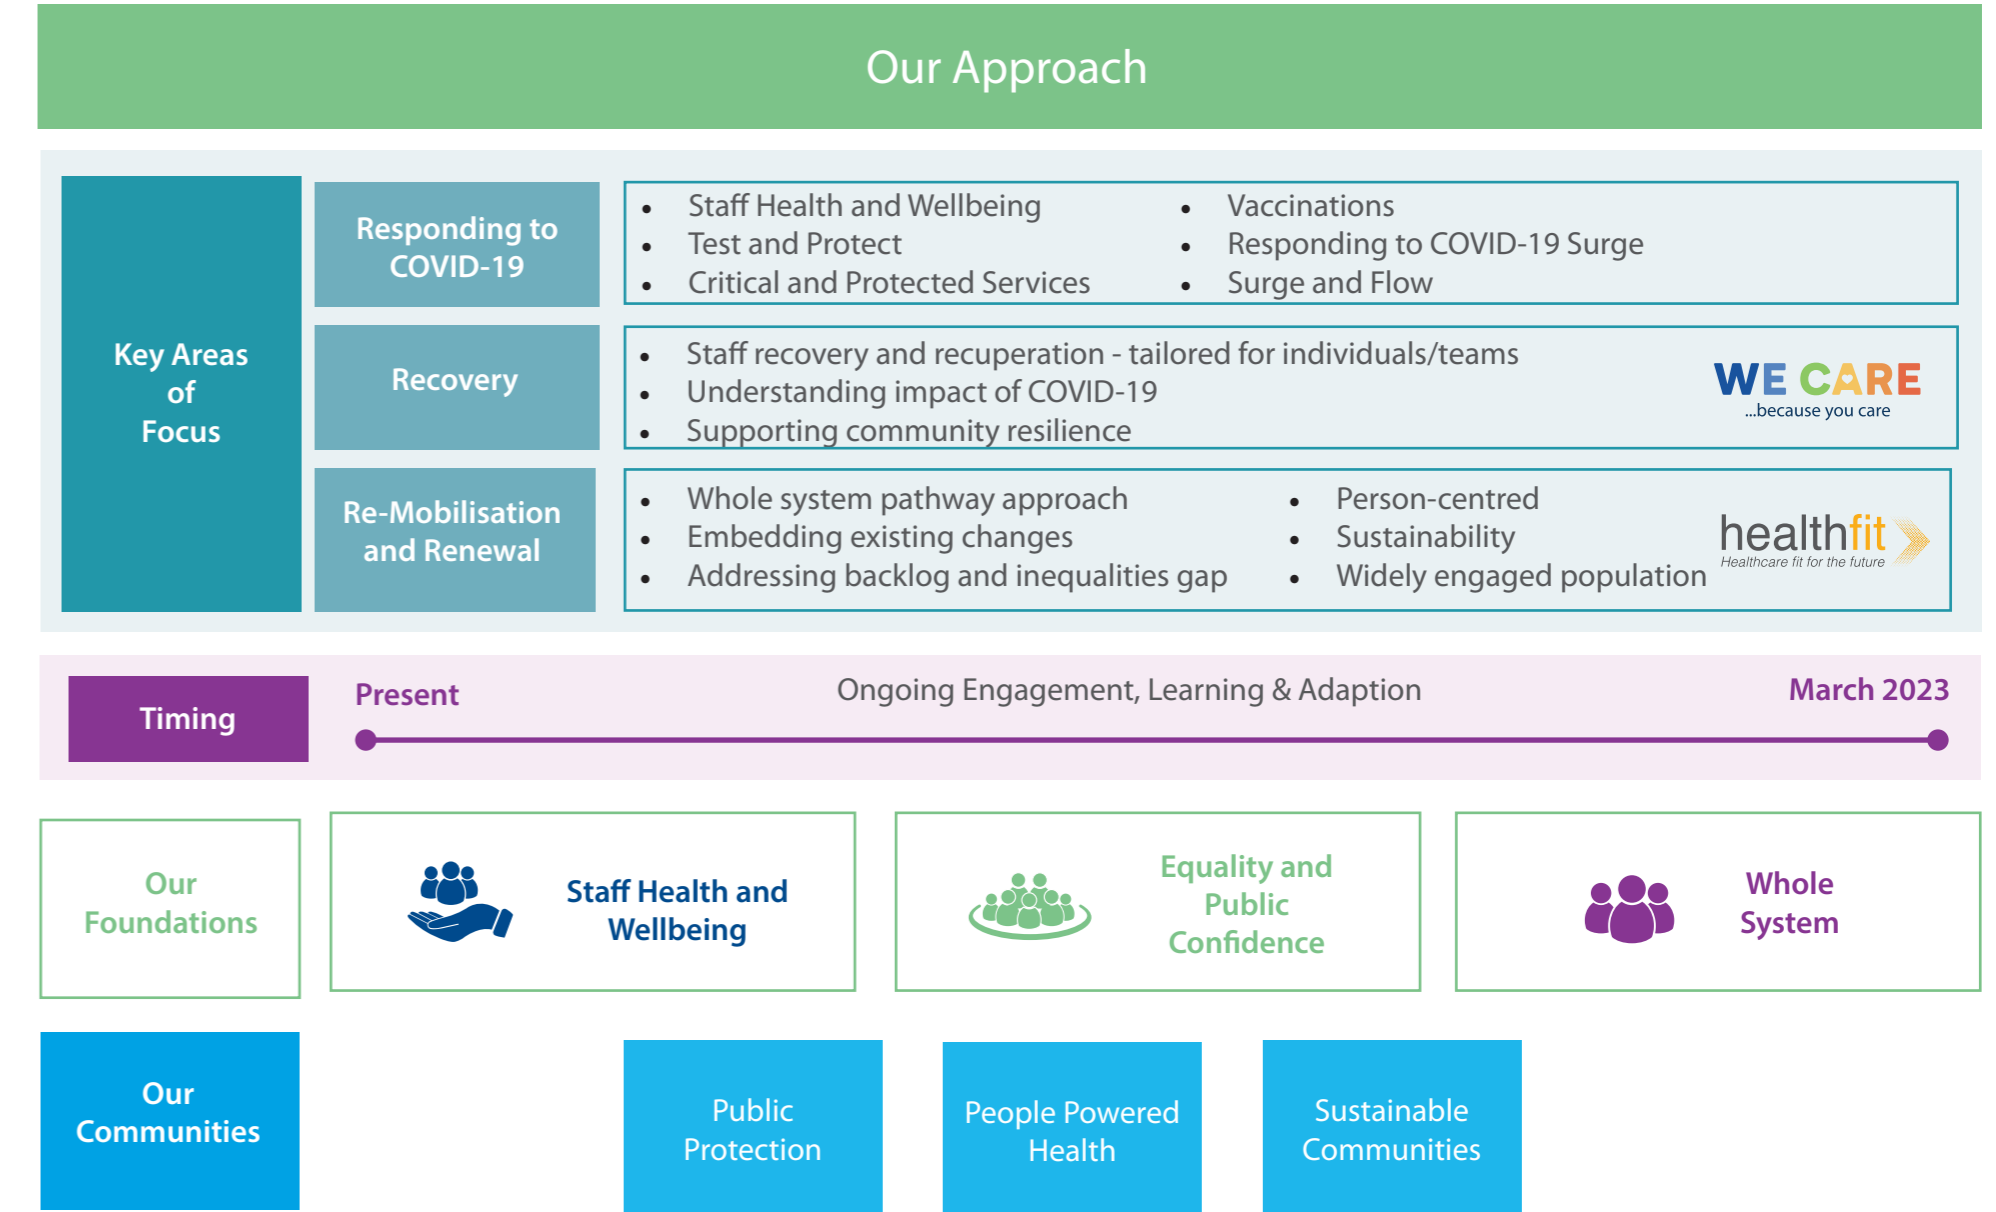 Our Approach
Key Areas
of
Focus
Responding to
COVID-19
• Staff Health and Wellbeing
• Test and Protect
• Critical and Protected Services
• Vaccinations
• Responding to COVID-19 Surge
• Surge and Flow
Recovery
• Staff recovery and recuperation - tailored for individuals/teams
• Understanding impact of COVID-19
• Supporting community resilience
WE CARE
...because you care
Re-Mobilisation
and Renewal
• Whole system pathway approach
• Embedding existing changes
• Addressing backlog and inequalities gap
• Person-centred
• Sustainability
• Widely engaged population
healthfit
Healthcare fit for the future
Timing
Present
Ongoing Engagement, Learning & Adaption
March 2023
Our
Foundations
Staff Health and
Wellbeing
Equality and
Public
Confidence
Whole
System
Our
Communities
Public
Protection
People Powered
Health
Sustainable
Communities